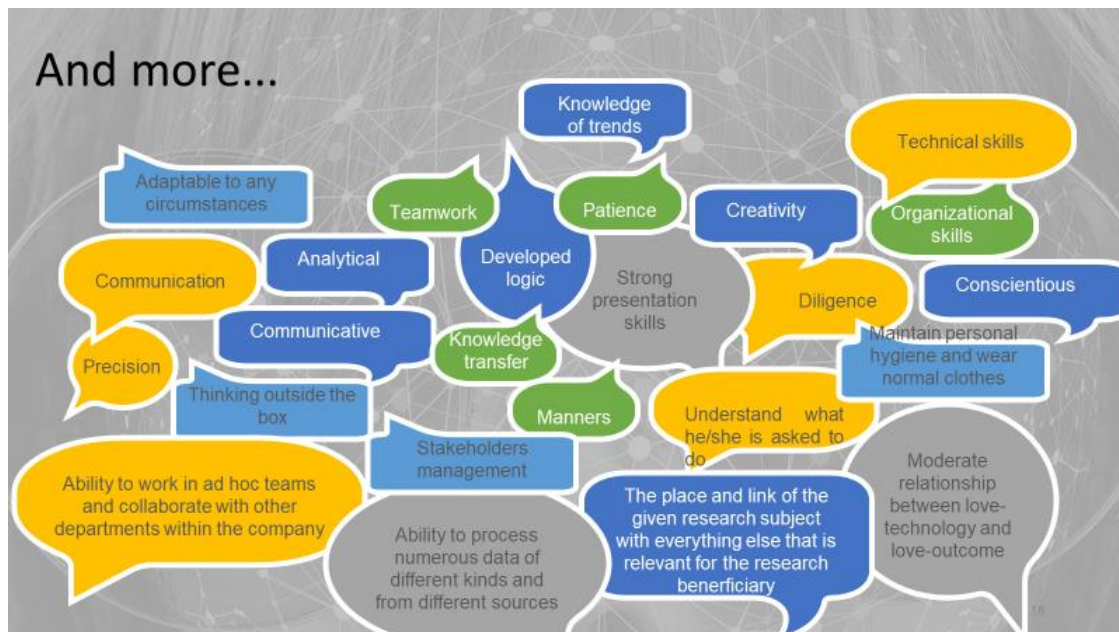 And more...
Knowledge
of trends
Technical skills
Adaptable to any
circumstances
Teamwork
Patience
Creativity
Organizational
skills
Communication
Analytical
Developed
logic
Strong
presentation
skills
Diligence
Conscientious
Precision
Communicative
Knowledge
transfer
Maintain personal
hygiene and wear
normal clothes
Thinking outside the
box
Manners
Understand what
he/she is asked to
do
Stakeholders
management
Ability to work in ad hoc teams
and collaborate with other
departments within the company
Ability to process
numerous data of
different kinds and
from different sources
The place and link of the
given research subject
with everything else that is
relevant for the research
benerficiary
Moderate
relationship
between love-
technology and
love-outcome
16